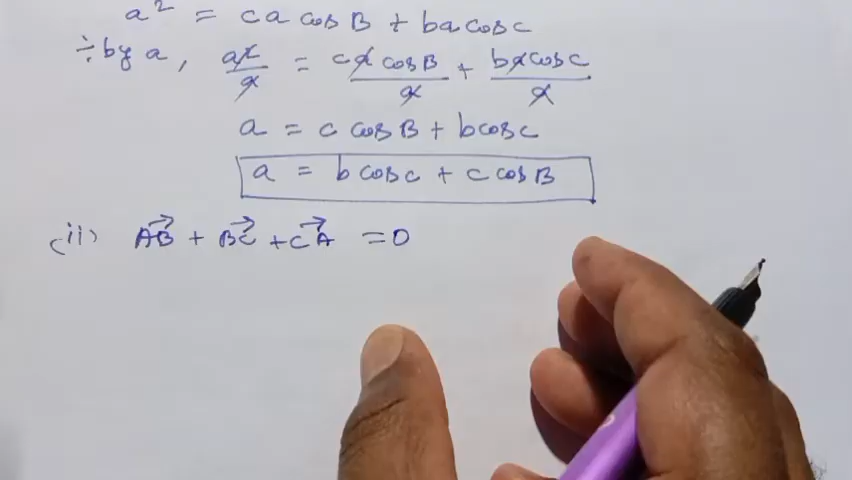 a² = ca cos B + ba cos C
÷ by a, a²/a = ca cos B/a + ba cos C/a
a = c cos B + b cos C
a = b cos C + c cos B
(ii) AB⃗ + BC⃗ + CA⃗ = 0